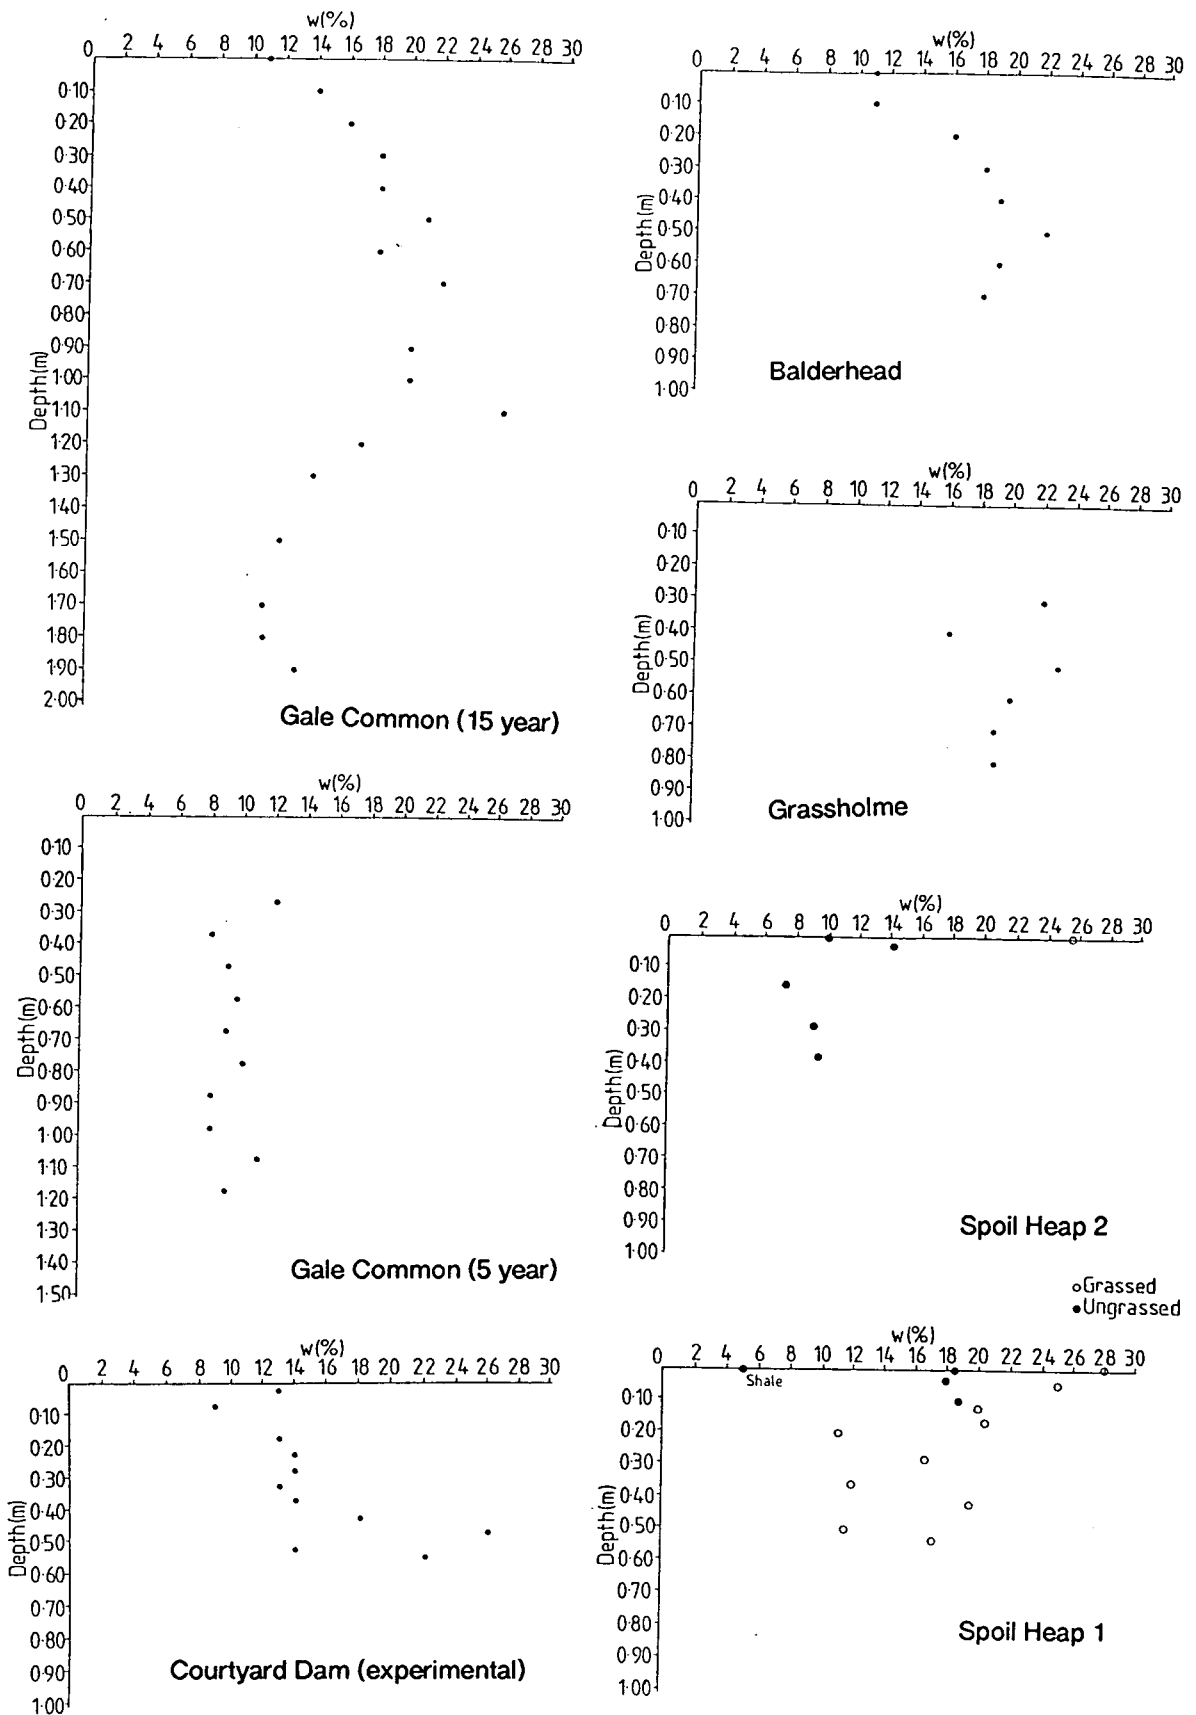 w(%)
0 2 4 6 8 10 12 14 16 18 20 22 24 26 28 30
0·10
0·20
0·30
0·40
0·50
0·60
0·70
0·80
0·90
1·00
1·10
1·20
1·30
1·40
1·50
1·60
1·70
1·80
1·90
2·00
Depth(m)
Gale Common (15 year)
w(%)
0 2 4 6 8 10 12 14 16 18 20 22 24 26 28 30
0·10
0·20
0·30
0·40
0·50
0·60
0·70
0·80
0·90
1·00
Depth(m)
Balderhead
w(%)
0 2 4 6 8 10 12 14 16 18 20 22 24 26 28 30
0·10
0·20
0·30
0·40
0·50
0·60
0·70
0·80
0·90
1·00
Depth(m)
Grassholme
w(%)
0 2 4 6 8 10 12 14 16 18 20 22 24 26 28 30
0·10
0·20
0·30
0·40
0·50
0·60
0·70
0·80
0·90
1·00
1·10
1·20
1·30
1·40
1·50
Depth(m)
Gale Common (5 year)
w(%)
0 2 4 6 8 10 12 14 16 18 20 22 24 26 28 30
0·10
0·20
0·30
0·40
0·50
0·60
0·70
0·80
0·90
1·00
Depth(m)
Spoil Heap 2
Grassed
Ungrassed
w(%)
0 2 4 6 8 10 12 14 16 18 20 22 24 26 28 30
0·10
0·20
0·30
0·40
0·50
0·60
0·70
0·80
0·90
1·00
Depth(m)
Courtyard Dam (experimental)
w(%)
0 2 4 6 8 10 12 14 16 18 20 22 24 26 28 30
Shale
0·10
0·20
0·30
0·40
0·50
0·60
0·70
0·80
0·90
1·00
Depth(m)
Spoil Heap 1